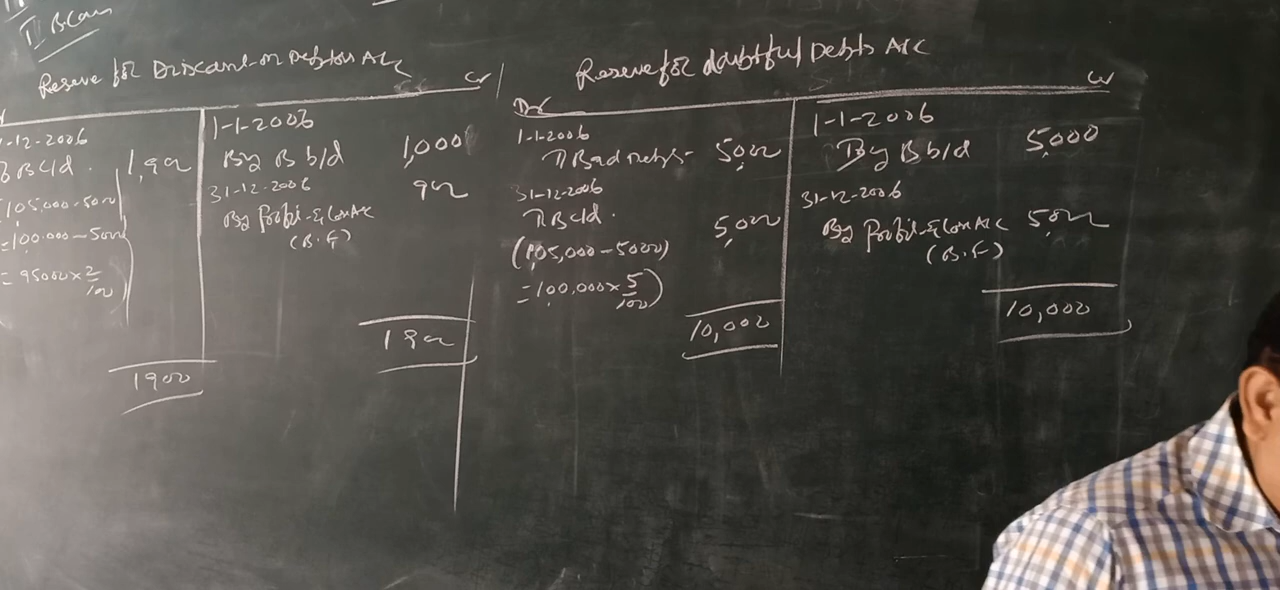 I B.Com
Reserve for Discount on Debtors A/c
Cr
1-1-2006
By B b/d 1,000
31-12-2006 900
By Profit & Loss A/c
(B.F)
1900
-12-2006
B C/d. 1,900
105,000-5000
=100.000-5000
=95000×2/100)
1900
Reserve for doubtful Debts A/c
Dr Cr
1-1-2006
To Bad Debts- 5,000
31-12-2006
To B C/d. 5,000
(105,000-5000)
=100,000×5/100)
10,000
1-1-2006
By B b/d 5,000
31-12-2006
By Profit & Loss A/c 5,000
(B.F)
10,000